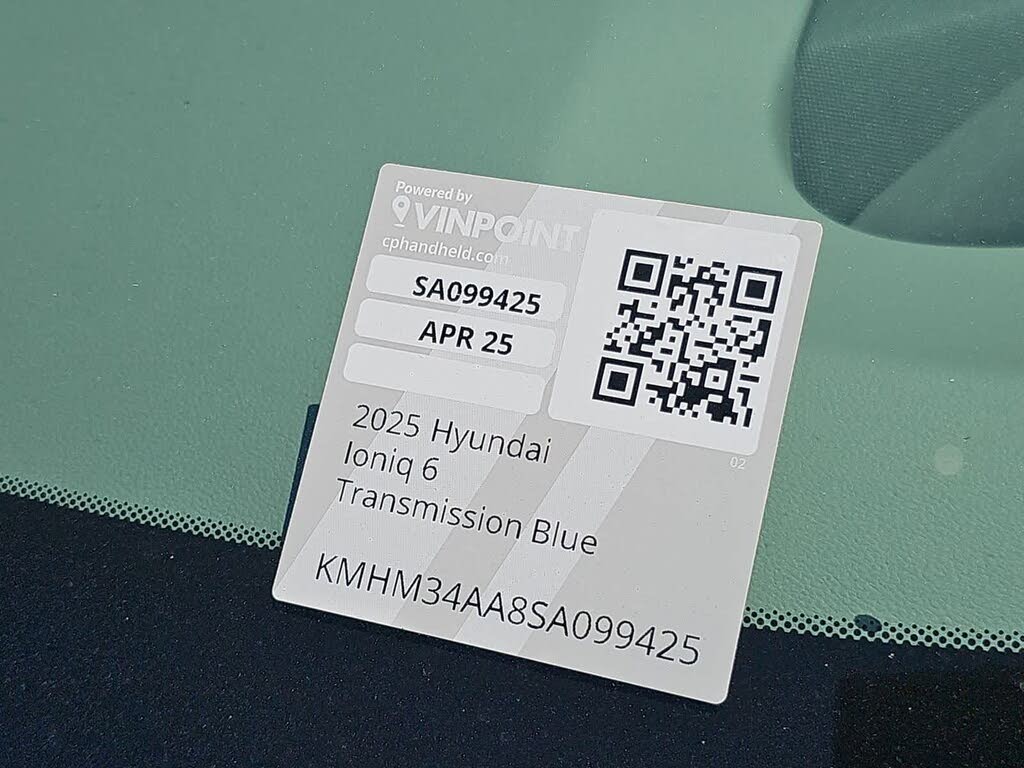 Powered by
VINPOINT
cphandheld.com
SA099425
APR 25
02
2025 Hyundai
Ioniq 6
Transmission Blue
KMHM34AA8SA099425